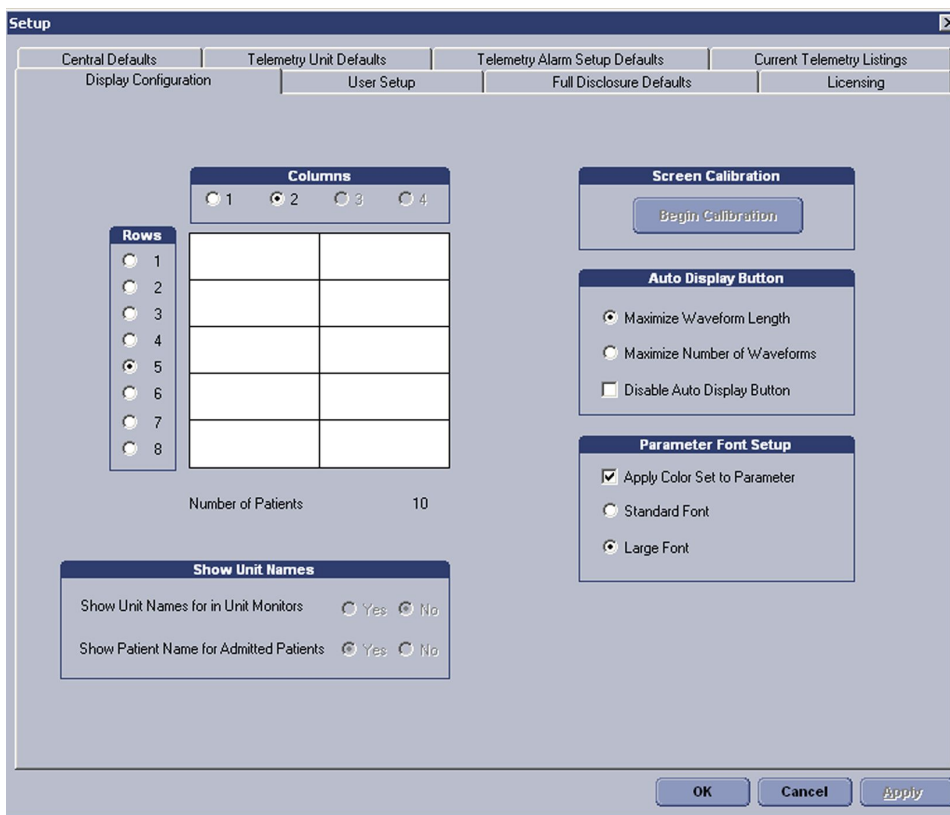 Setup
Central Defaults
Telemetry Unit Defaults
Telemetry Alarm Setup Defaults
Current Telemetry Listings
Display Configuration
User Setup
Full Disclosure Defaults
Licensing
Columns
1 2 3 4
Rows
1
2
3
4
5
6
7
8
Number of Patients 10
Show Unit Names
Show Unit Names for in Unit Monitors Yes No
Show Patient Name for Admitted Patients Yes No
Screen Calibration
Begin Calibration
Auto Display Button
Maximize Waveform Length
Maximize Number of Waveforms
Disable Auto Display Button
Parameter Font Setup
Apply Color Set to Parameter
Standard Font
Large Font
OK Cancel Apply